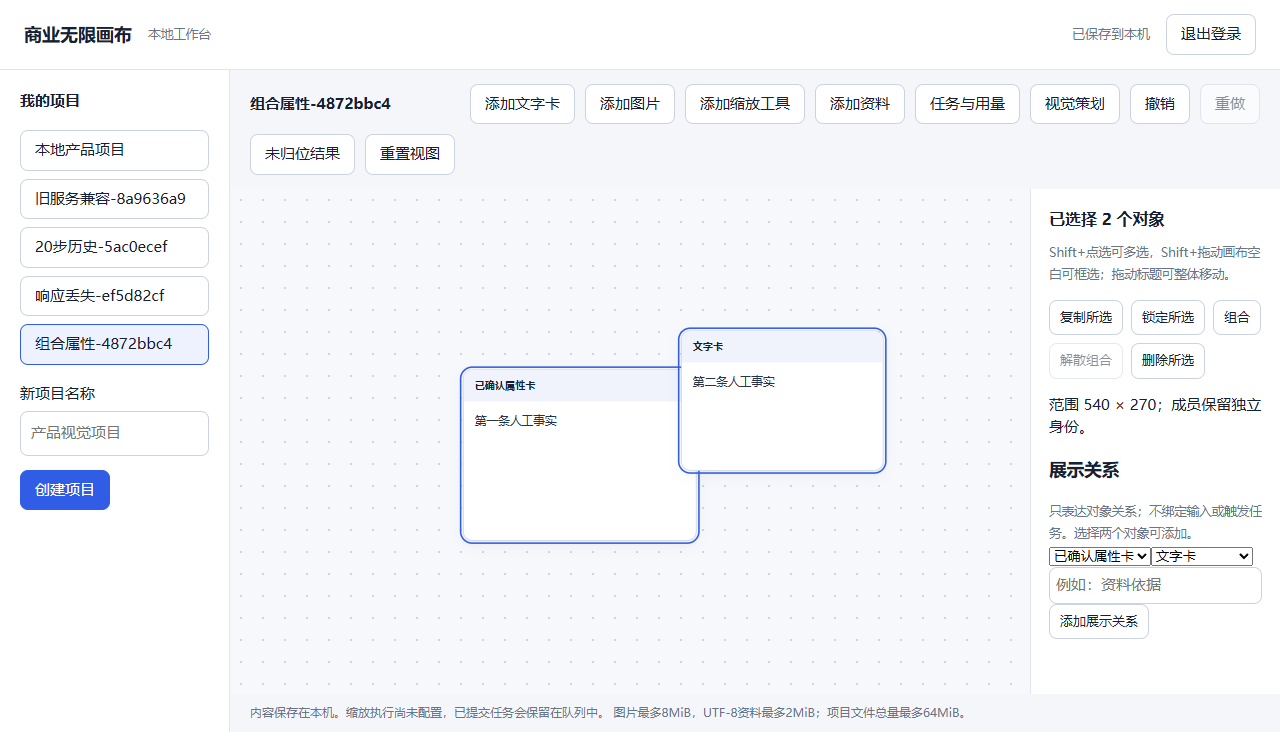 商业无限画布
本地工作台
已保存到本机
退出登录
我的项目
本地产品项目
旧服务兼容-8a9636a9
20步历史-5ac0ecef
响应丢失-ef5d82cf
组合属性-4872bbc4
新项目名称
产品视觉项目
创建项目
组合属性-4872bbc4
添加文字卡
添加图片
添加缩放工具
添加资料
任务与用量
视觉策划
撤销
重做
未归位结果
重置视图
已确认属性卡
第一条人工事实
文字卡
第二条人工事实
已选择 2 个对象
Shift+点选可多选，Shift+拖动画布空
白可框选；拖动标题可整体移动。
复制所选
锁定所选
组合
解散组合
删除所选
范围 540 × 270；成员保留独立
身份。
展示关系
只表达对象关系；不绑定输入或触发任
务。选择两个对象可添加。
已确认属性卡
文字卡
例如：资料依据
添加展示关系
内容保存在本机。缩放执行尚未配置，已提交任务会保留在队列中。 图片最多8MiB，UTF-8资料最多2MiB；项目文件总量最多64MiB。